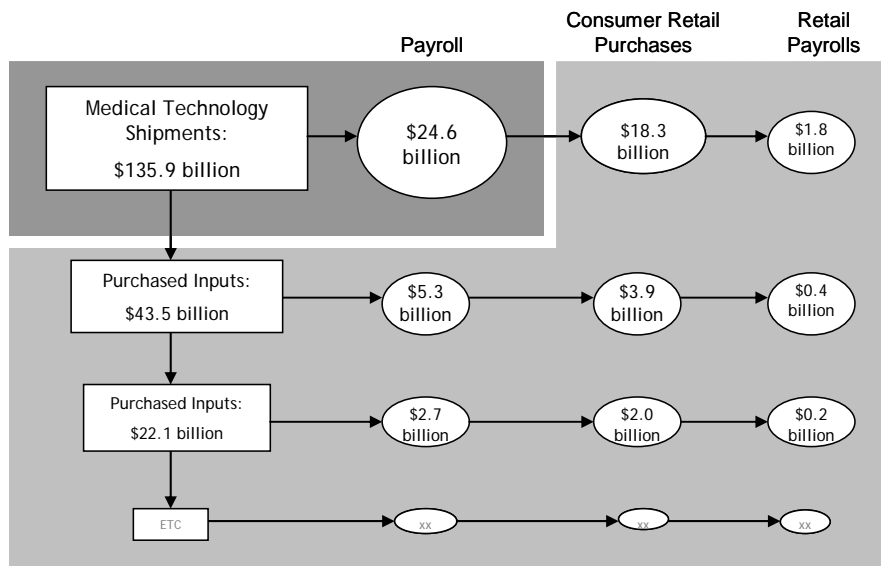 Payroll
Consumer Retail
Purchases
Retail
Payrolls
Medical Technology
Shipments:
$135.9 billion
$24.6
billion
$18.3
billion
$1.8
billion
Purchased Inputs:
$43.5 billion
$5.3
billion
$3.9
billion
$0.4
billion
Purchased Inputs:
$22.1 billion
$2.7
billion
$2.0
billion
$0.2
billion
ETC
xx
xx
xx